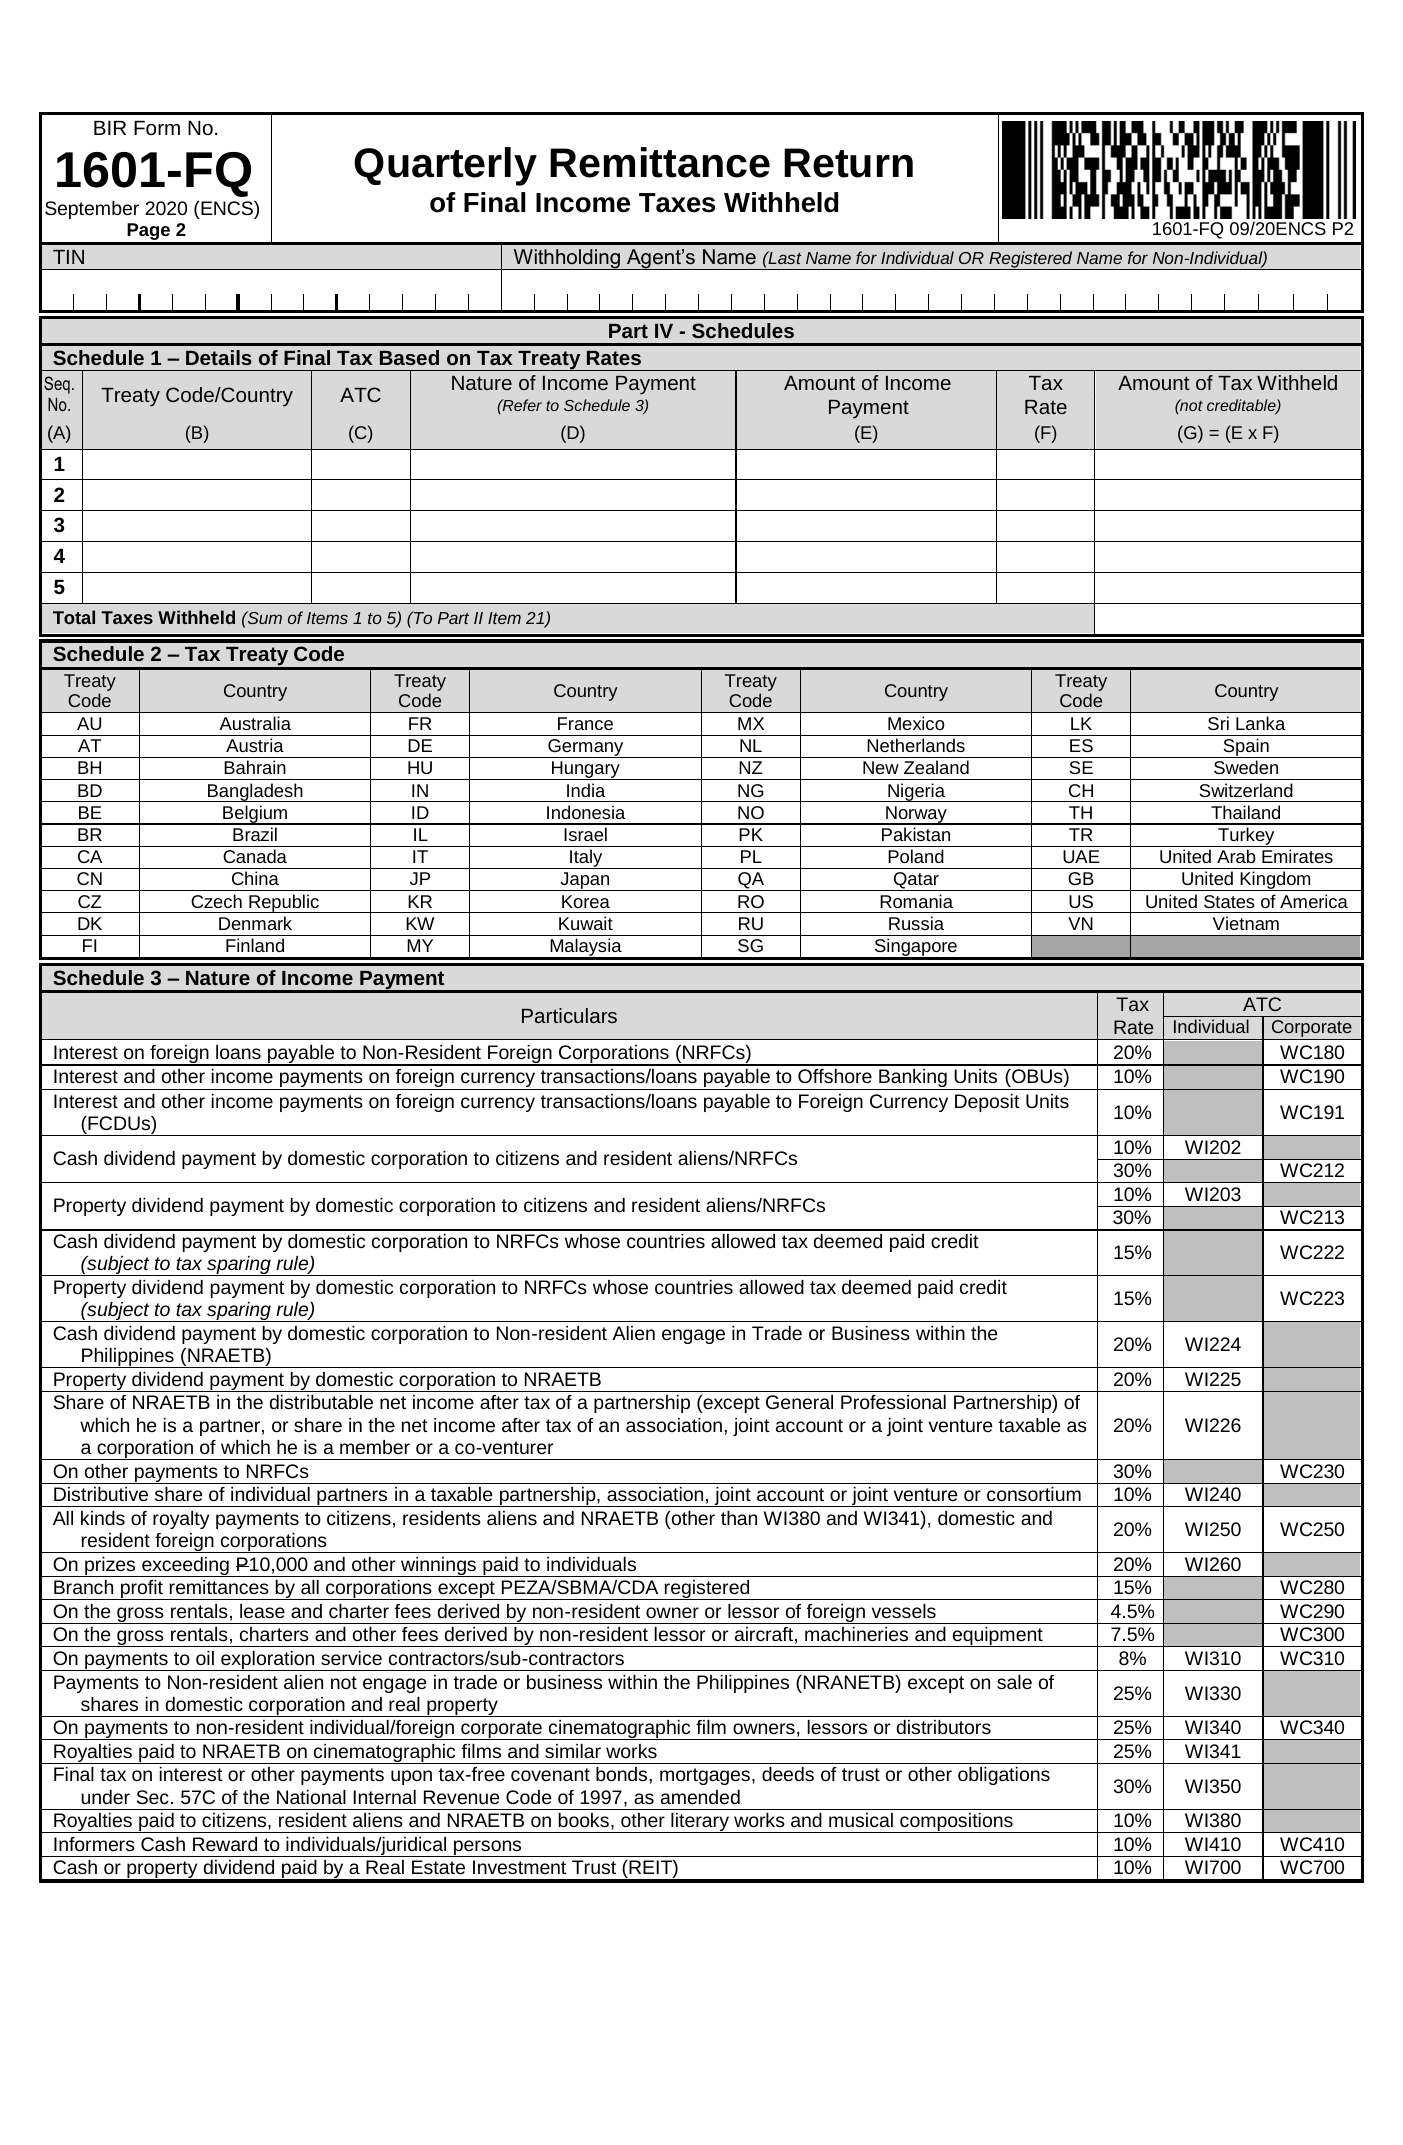 BIR Form No.
1601-FQ
September 2020 (ENCS)
Page 2
Quarterly Remittance Return
of Final Income Taxes Withheld
1601-FQ 09/20ENCS P2
TIN
Withholding Agent’s Name (Last Name for Individual OR Registered Name for Non-Individual)
Part IV - Schedules
Schedule 1 – Details of Final Tax Based on Tax Treaty Rates
Seq. No. (A) Treaty Code/Country (B) ATC (C) Nature of Income Payment (Refer to Schedule 3) (D) Amount of Income Payment (E) Tax Rate (F) Amount of Tax Withheld (not creditable) (G) = (E x F)
1
2
3
4
5
Total Taxes Withheld (Sum of Items 1 to 5) (To Part II Item 21)
Schedule 2 – Tax Treaty Code
Treaty Code Country Treaty Code Country Treaty Code Country Treaty Code Country
AU Australia FR France MX Mexico LK Sri Lanka
AT Austria DE Germany NL Netherlands ES Spain
BH Bahrain HU Hungary NZ New Zealand SE Sweden
BD Bangladesh IN India NG Nigeria CH Switzerland
BE Belgium ID Indonesia NO Norway TH Thailand
BR Brazil IL Israel PK Pakistan TR Turkey
CA Canada IT Italy PL Poland UAE United Arab Emirates
CN China JP Japan QA Qatar GB United Kingdom
CZ Czech Republic KR Korea RO Romania US United States of America
DK Denmark KW Kuwait RU Russia VN Vietnam
FI Finland MY Malaysia SG Singapore
Schedule 3 – Nature of Income Payment
Particulars Tax Rate ATC Individual Corporate
Interest on foreign loans payable to Non-Resident Foreign Corporations (NRFCs) 20% WC180
Interest and other income payments on foreign currency transactions/loans payable to Offshore Banking Units (OBUs) 10% WC190
Interest and other income payments on foreign currency transactions/loans payable to Foreign Currency Deposit Units
(FCDUs) 10% WC191
Cash dividend payment by domestic corporation to citizens and resident aliens/NRFCs 10% WI202
30% WC212
Property dividend payment by domestic corporation to citizens and resident aliens/NRFCs 10% WI203
30% WC213
Cash dividend payment by domestic corporation to NRFCs whose countries allowed tax deemed paid credit
(subject to tax sparing rule) 15% WC222
Property dividend payment by domestic corporation to NRFCs whose countries allowed tax deemed paid credit
(subject to tax sparing rule) 15% WC223
Cash dividend payment by domestic corporation to Non-resident Alien engage in Trade or Business within the
Philippines (NRAETB) 20% WI224
Property dividend payment by domestic corporation to NRAETB 20% WI225
Share of NRAETB in the distributable net income after tax of a partnership (except General Professional Partnership) of
which he is a partner, or share in the net income after tax of an association, joint account or a joint venture taxable as
a corporation of which he is a member or a co-venturer 20% WI226
On other payments to NRFCs 30% WC230
Distributive share of individual partners in a taxable partnership, association, joint account or joint venture or consortium 10% WI240
All kinds of royalty payments to citizens, residents aliens and NRAETB (other than WI380 and WI341), domestic and
resident foreign corporations 20% WI250 WC250
On prizes exceeding ₱10,000 and other winnings paid to individuals 20% WI260
Branch profit remittances by all corporations except PEZA/SBMA/CDA registered 15% WC280
On the gross rentals, lease and charter fees derived by non-resident owner or lessor of foreign vessels 4.5% WC290
On the gross rentals, charters and other fees derived by non-resident lessor or aircraft, machineries and equipment 7.5% WC300
On payments to oil exploration service contractors/sub-contractors 8% WI310 WC310
Payments to Non-resident alien not engage in trade or business within the Philippines (NRANETB) except on sale of
shares in domestic corporation and real property 25% WI330
On payments to non-resident individual/foreign corporate cinematographic film owners, lessors or distributors 25% WI340 WC340
Royalties paid to NRAETB on cinematographic films and similar works 25% WI341
Final tax on interest or other payments upon tax-free covenant bonds, mortgages, deeds of trust or other obligations
under Sec. 57C of the National Internal Revenue Code of 1997, as amended 30% WI350
Royalties paid to citizens, resident aliens and NRAETB on books, other literary works and musical compositions 10% WI380
Informers Cash Reward to individuals/juridical persons 10% WI410 WC410
Cash or property dividend paid by a Real Estate Investment Trust (REIT) 10% WI700 WC700